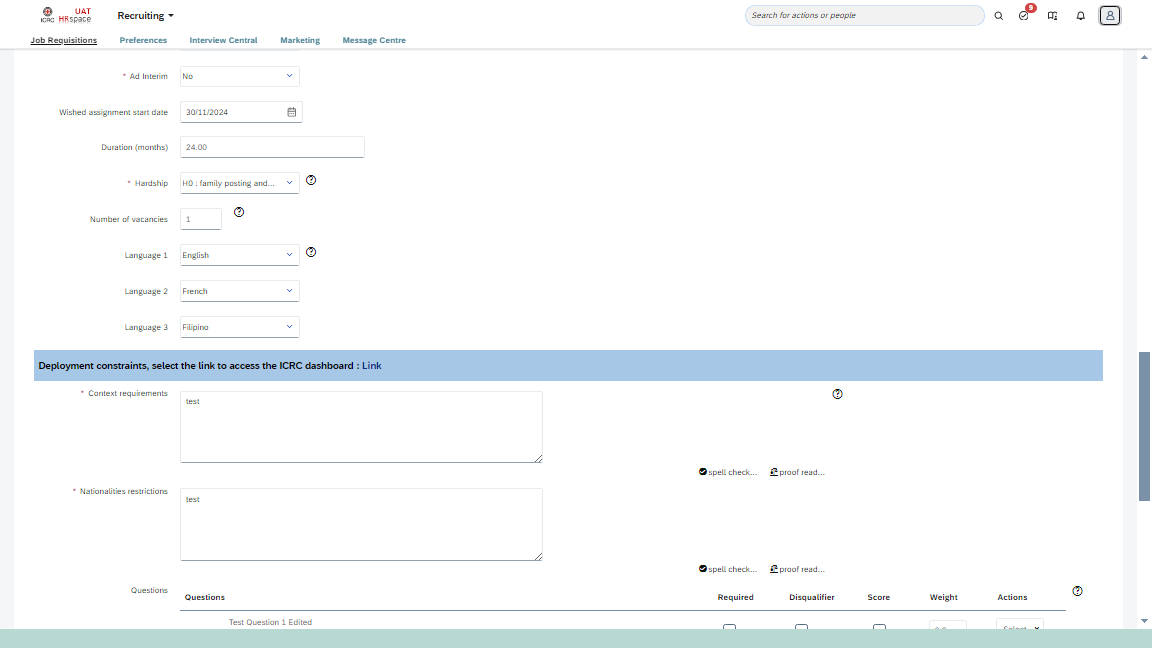 UAT
ICRC HRspace
Recruiting
Search for actions or people
9
Job Requisitions
Preferences
Interview Central
Marketing
Message Centre
* Ad Interim
No
Wished assignment start date
30/11/2024
Duration (months)
24.00
* Hardship
H0 : family posting and...
Number of vacancies
1
Language 1
English
Language 2
French
Language 3
Filipino
Deployment constraints, select the link to access the ICRC dashboard : Link
* Context requirements
test
spell check... proof read...
* Nationalities restrictions
test
spell check... proof read...
Questions
Questions Required Disqualifier Score Weight Actions
Test Question 1 Edited
Select